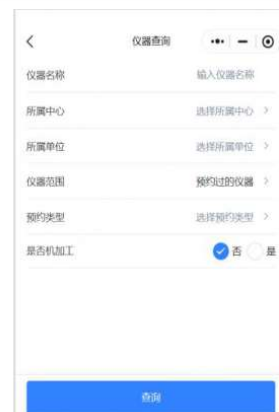 仪器查询
仪器名称 输入仪器名称
所属中心 选择所属中心
所属单位 选择所属单位
仪器范围 预约过的仪器
预约类型 选择预约类型
是否机加工 否 是
查询